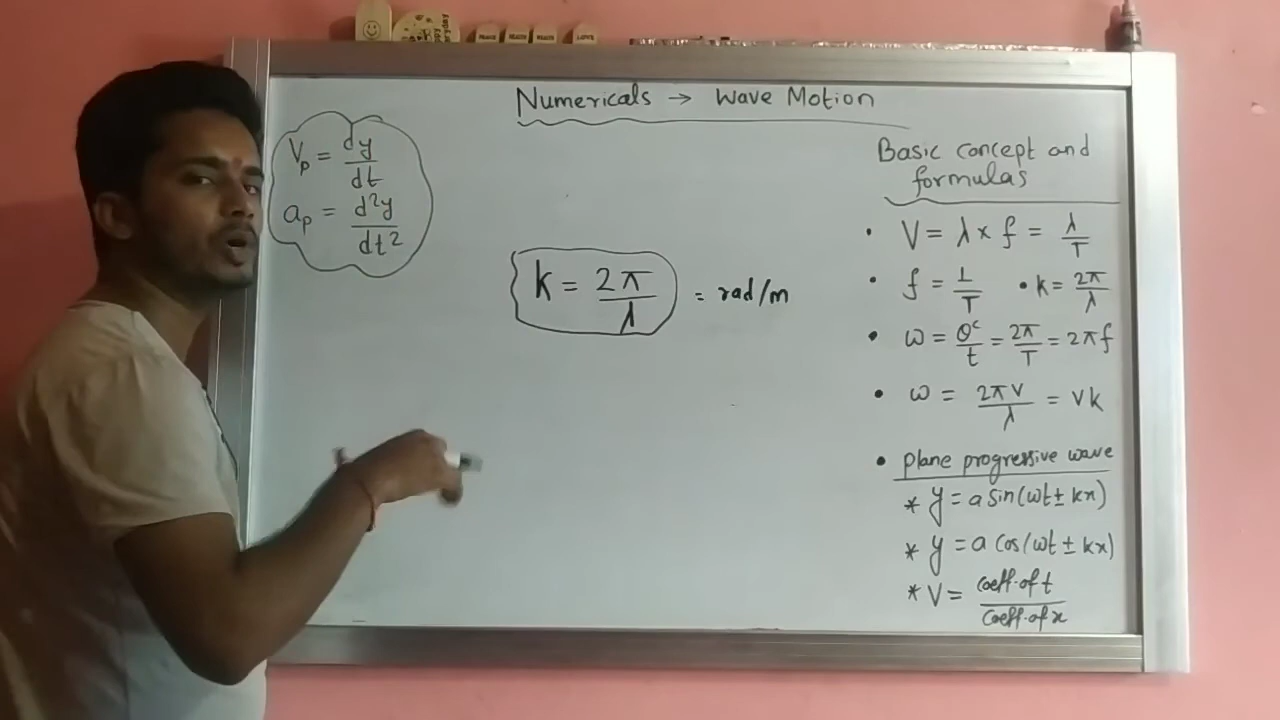 Numericals → Wave Motion
Vp = dy/dt
ap = d²y/dt²
k = 2π/λ = rad/m
Basic concept and
formulas
• V = λ × f = λ/T
• f = 1/T • k = 2π/λ
• ω = θᶜ/t = 2π/T = 2πf
• ω = 2πv/λ = vk
• plane progressive wave
* y = a sin(ωt ± kx)
* y = a cos(ωt ± kx)
* V = coeff. of t / coeff. of x